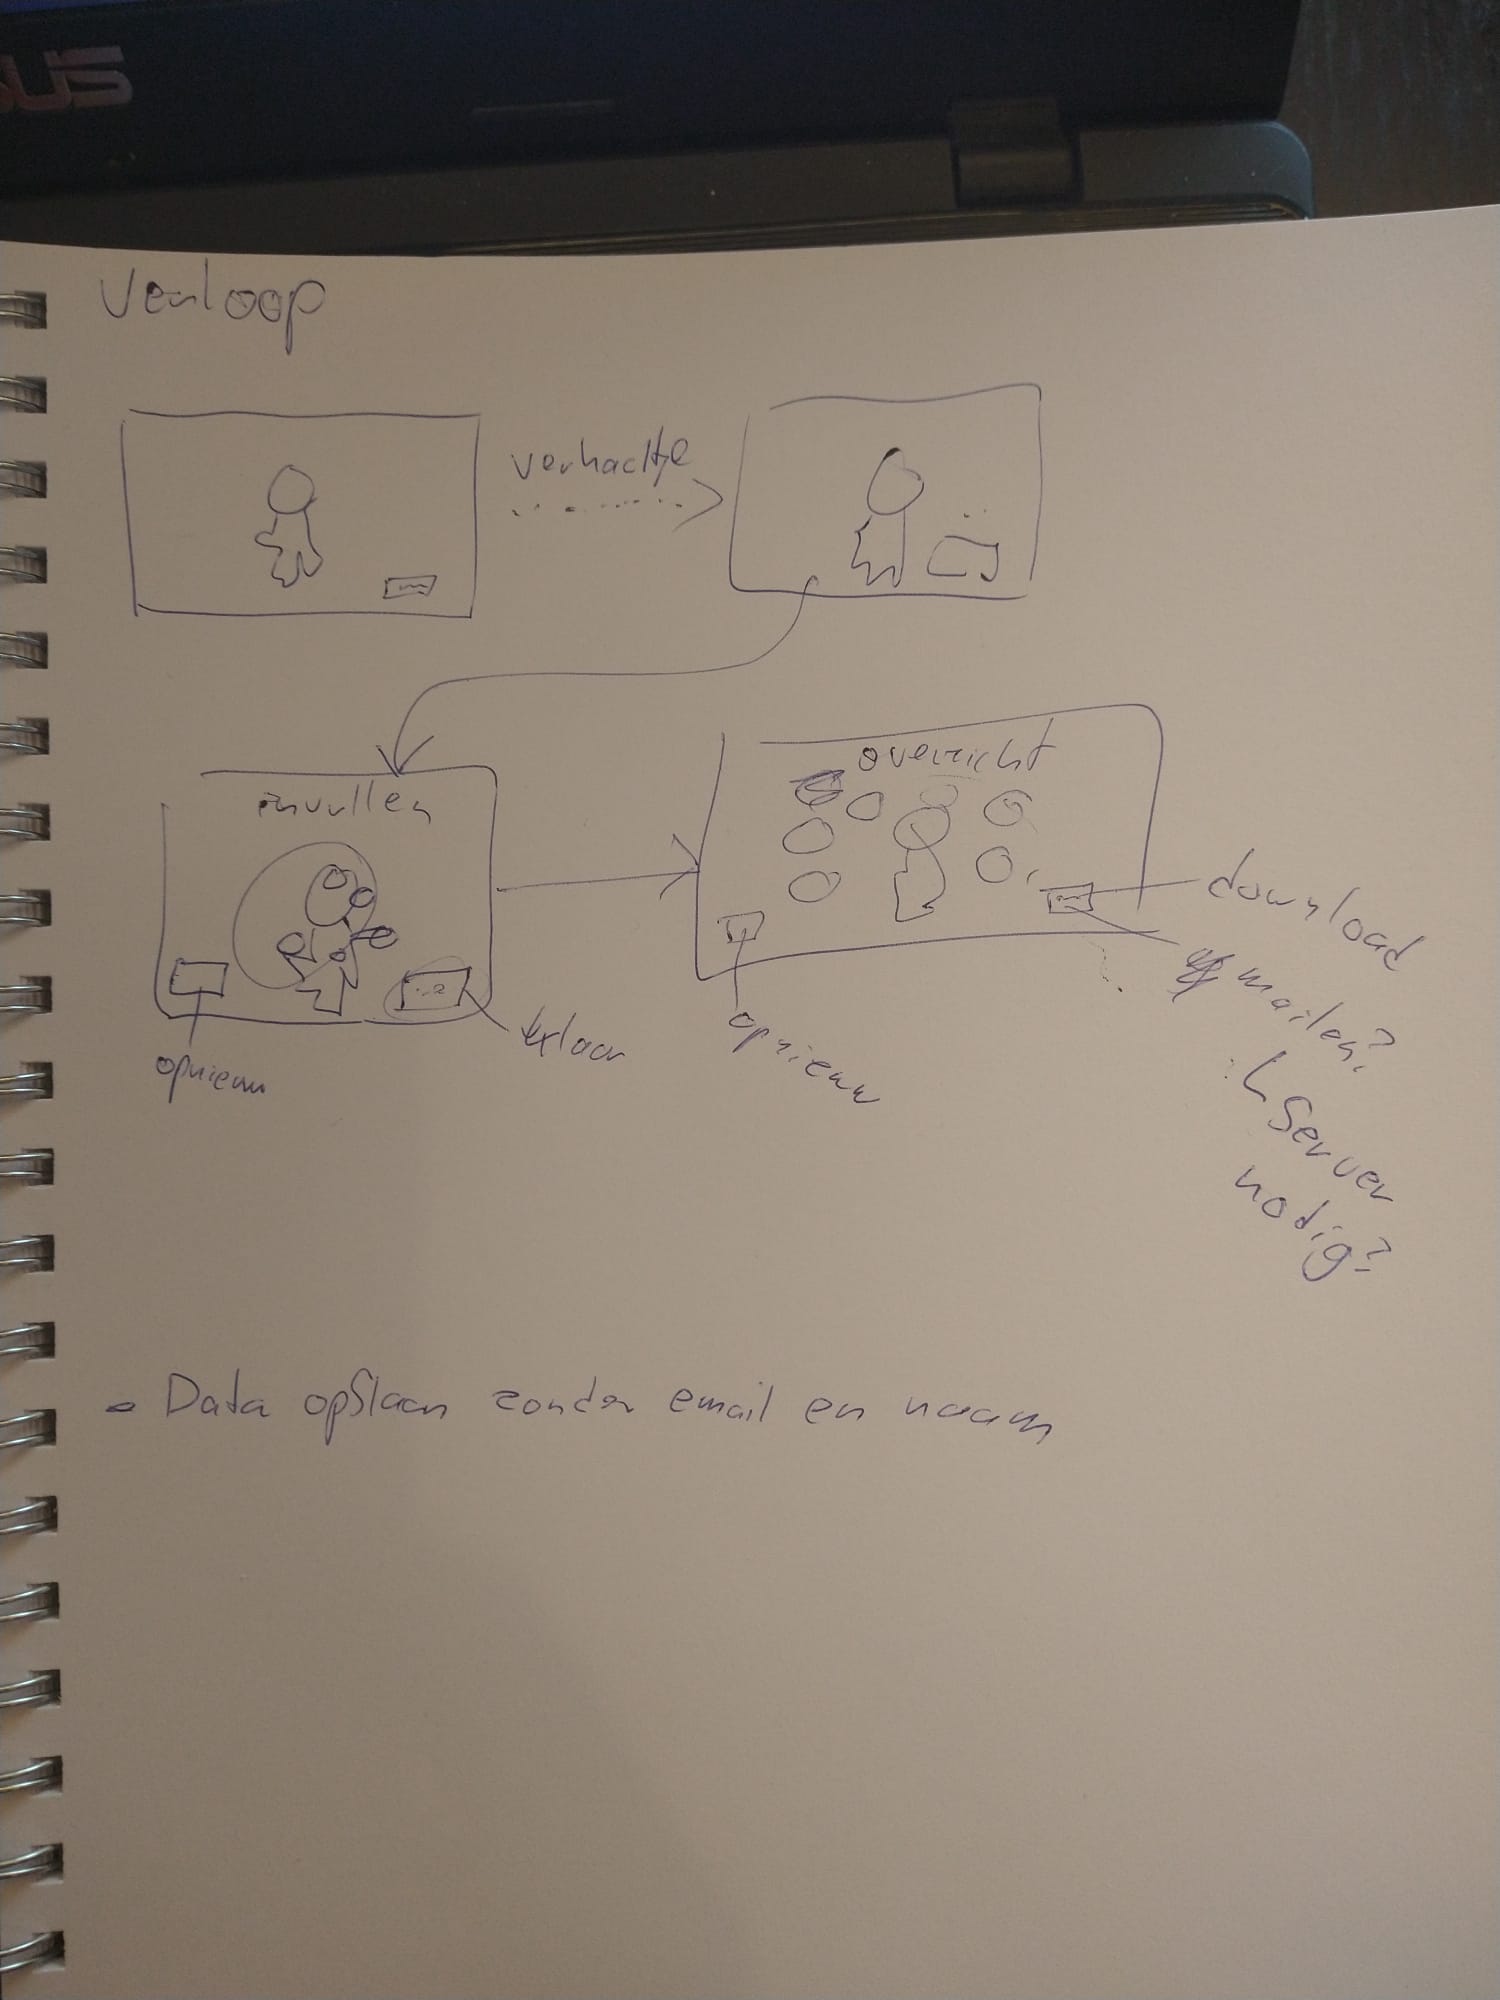 SUS
Verloop
verhaaltje
invullen
overzicht
download
mailen?
Server
nodig?
opnieuw
klaar
opnieuw
- Data opslaan zonder email en naam